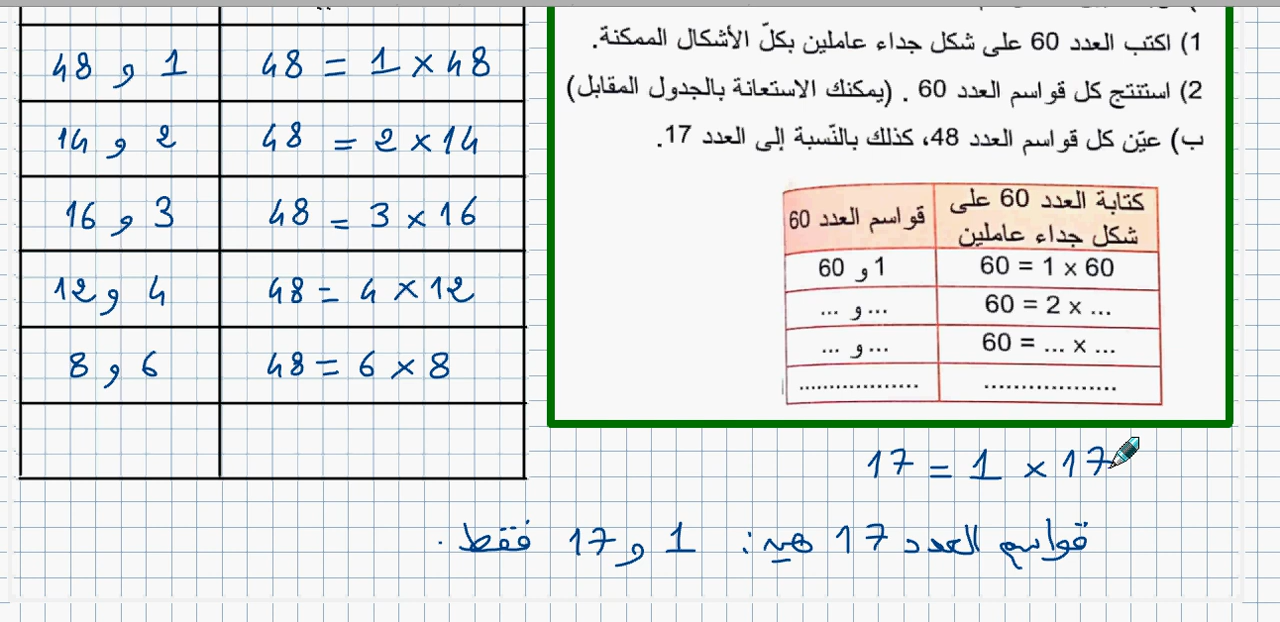 1) اكتب العدد 60 على شكل جداء عاملين بكلّ الأشكال الممكنة.
2) استنتج كل قواسم العدد 60 . (يمكنك الاستعانة بالجدول المقابل)
ب) عيّن كل قواسم العدد 48، كذلك بالنّسبة إلى العدد 17.
كتابة العدد 60 على شكل جداء عاملين | قواسم العدد 60
60 = 1 x 60 | 1 و 60
60 = 2 x ... | ... و ...
60 = ... x ... | ... و ...
.................. | ..................
48 = 1 × 48 | 1 و 48
48 = 2 × 14 | 2 و 14
48 = 3 × 16 | 3 و 16
48 = 4 × 12 | 4 و 12
48 = 6 × 8 | 6 و 8
17 = 1 × 17
قواسم العدد 17 هي: 1 و 17 فقط .